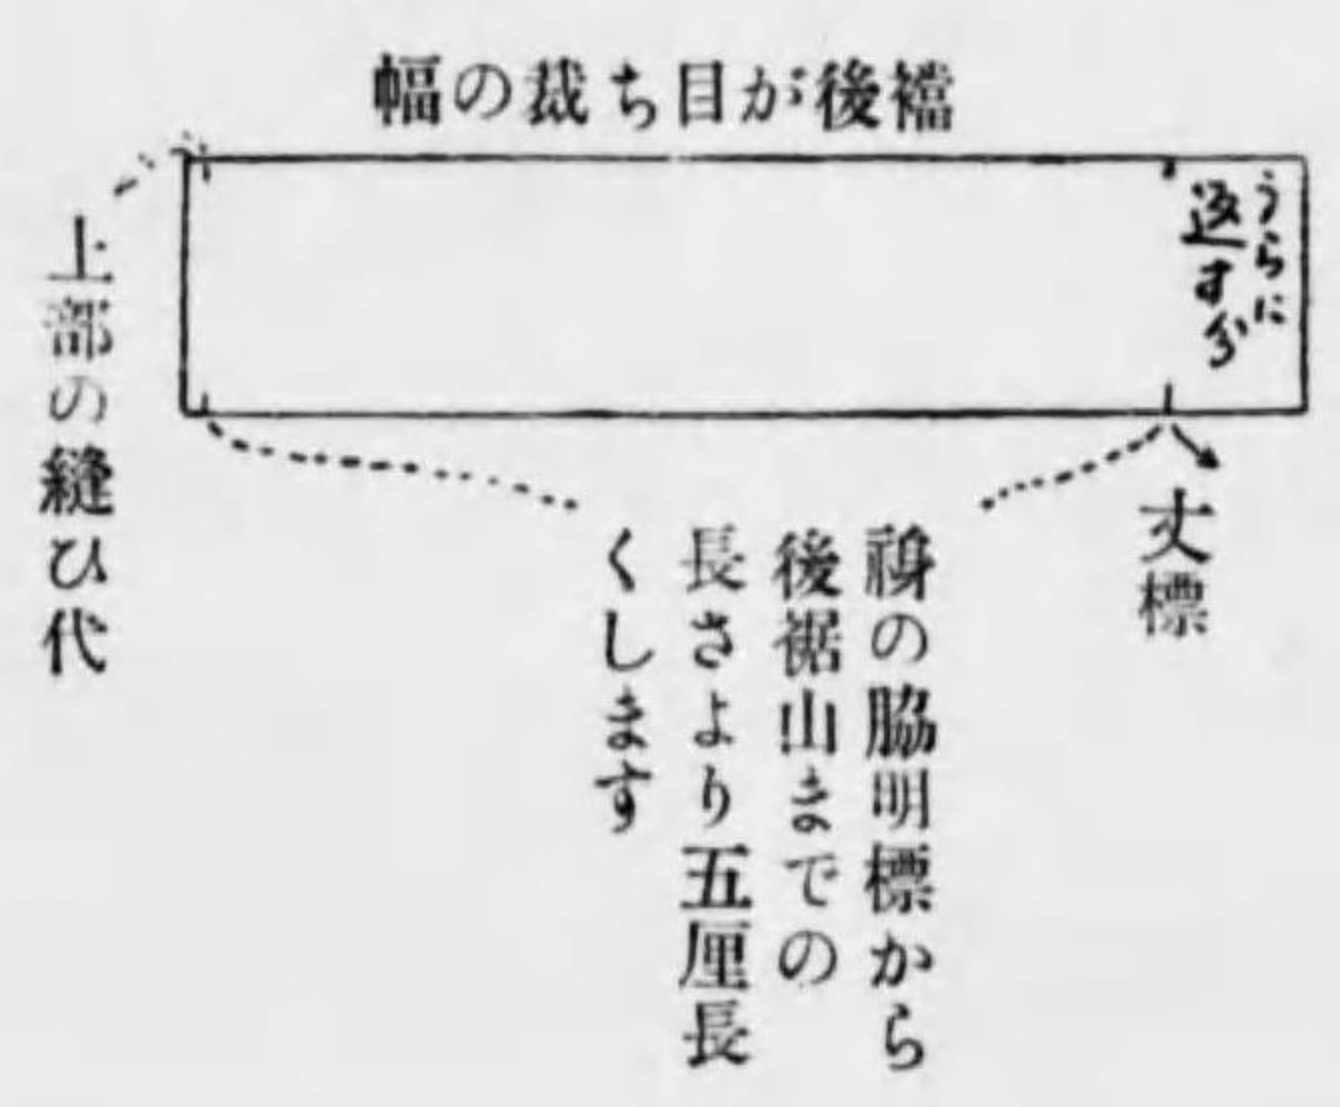 幅の裁ち目が後襠
うらに
返す分
上部の縫ひ代
丈標
裑の脇明標から
後裾山までの
長さより五厘長
くします